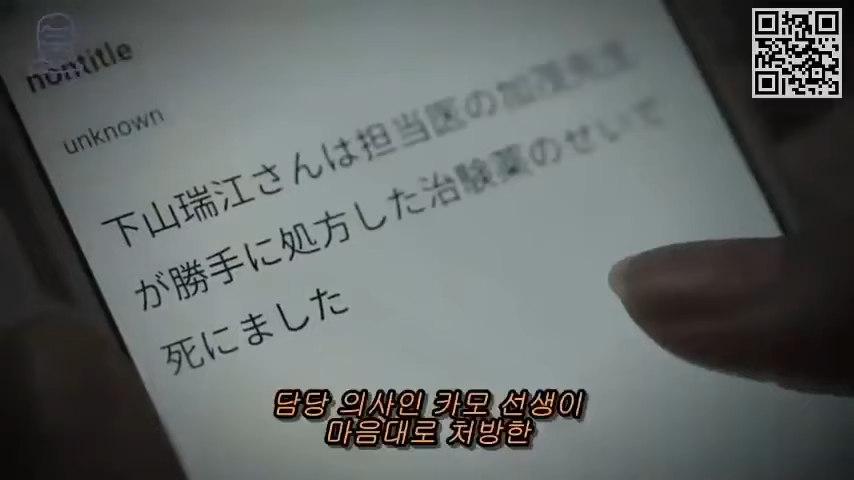 nontitle
unknown
下山瑞江さんは担当医の加茂先生
が勝手に処方した治験薬のせいで
死にました
담당 의사인 카모 선생이
마음대로 처방한